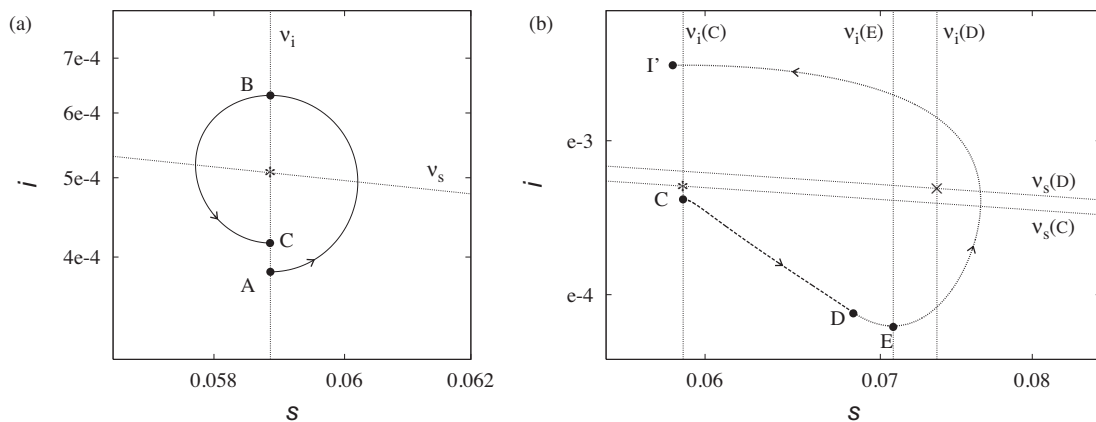 (a)
ν_i
7e-4
6e-4
5e-4
4e-4
i
B
ν_s
C
A
0.058
0.06
0.062
s
(b)
ν_i(C)
ν_i(E)
ν_i(D)
I’
e-3
e-4
i
C
ν_s(D)
ν_s(C)
D
E
0.06
0.07
0.08
s